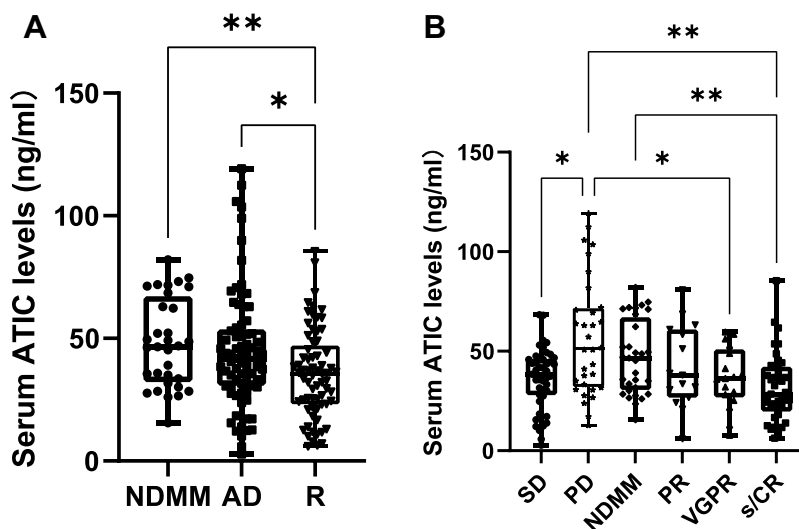 A
**
*
Serum ATIC levels (ng/ml)
150
100
50
0
NDMM AD R
B
**
**
* *
Serum ATIC levels (ng/ml)
150
100
50
0
SD PD NDMM PR VGPR s/CR